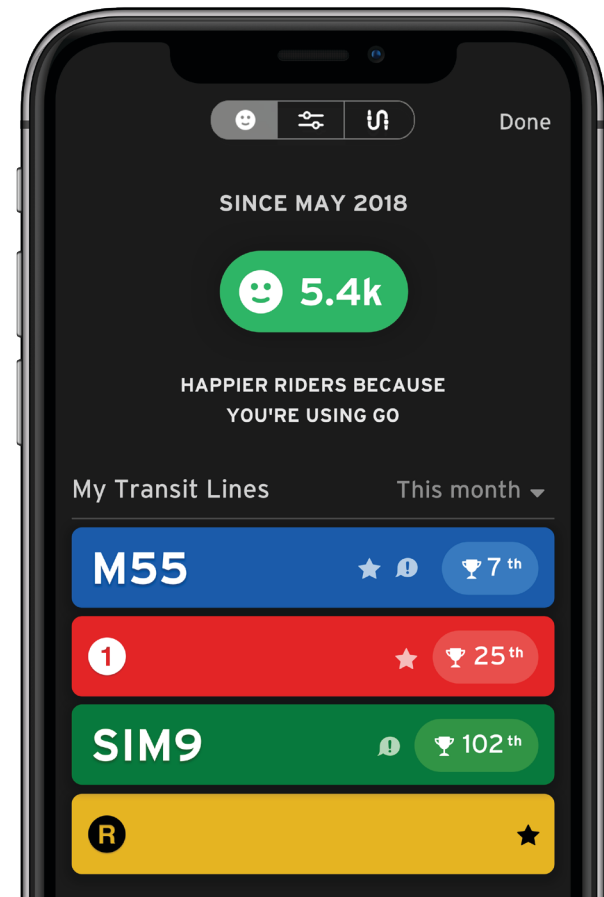 Done
SINCE MAY 2018
5.4k
HAPPIER RIDERS BECAUSE
YOU'RE USING GO
My Transit Lines This month
M55 7th
1 25th
SIM9 102th
R